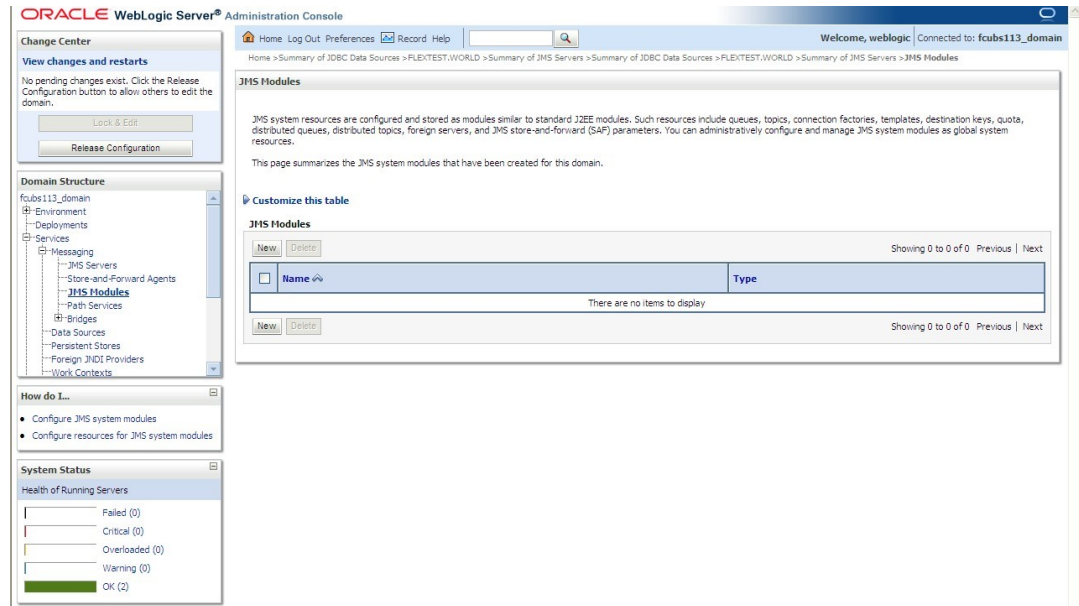 ORACLE WebLogic Server® Administration Console
Change Center
View changes and restarts
No pending changes exist. Click the Release
Configuration button to allow others to edit the
domain.
Lock & Edit
Release Configuration
Domain Structure
fcubs113_domain
Environment
Deployments
Services
Messaging
JMS Servers
Store-and-Forward Agents
JMS Modules
Path Services
Bridges
Data Sources
Persistent Stores
Foreign JNDI Providers
Work Contexts
How do I...
Configure JMS system modules
Configure resources for JMS system modules
System Status
Health of Running Servers
Failed (0)
Critical (0)
Overloaded (0)
Warning (0)
OK (2)
Home Log Out Preferences Record Help
Welcome, weblogic Connected to: fcubs113_domain
Home >Summary of JDBC Data Sources >FLEXTEST.WORLD >Summary of JMS Servers >Summary of JDBC Data Sources >FLEXTEST.WORLD >Summary of JMS Servers >JMS Modules
JMS Modules
JMS system resources are configured and stored as modules similar to standard J2EE modules. Such resources include queues, topics, connection factories, templates, destination keys, quota,
distributed queues, distributed topics, foreign servers, and JMS store-and-forward (SAF) parameters. You can administratively configure and manage JMS system modules as global system
resources.
This page summarizes the JMS system modules that have been created for this domain.
Customize this table
JMS Modules
New Delete Showing 0 to 0 of 0 Previous | Next
Name Type
There are no items to display
New Delete Showing 0 to 0 of 0 Previous | Next